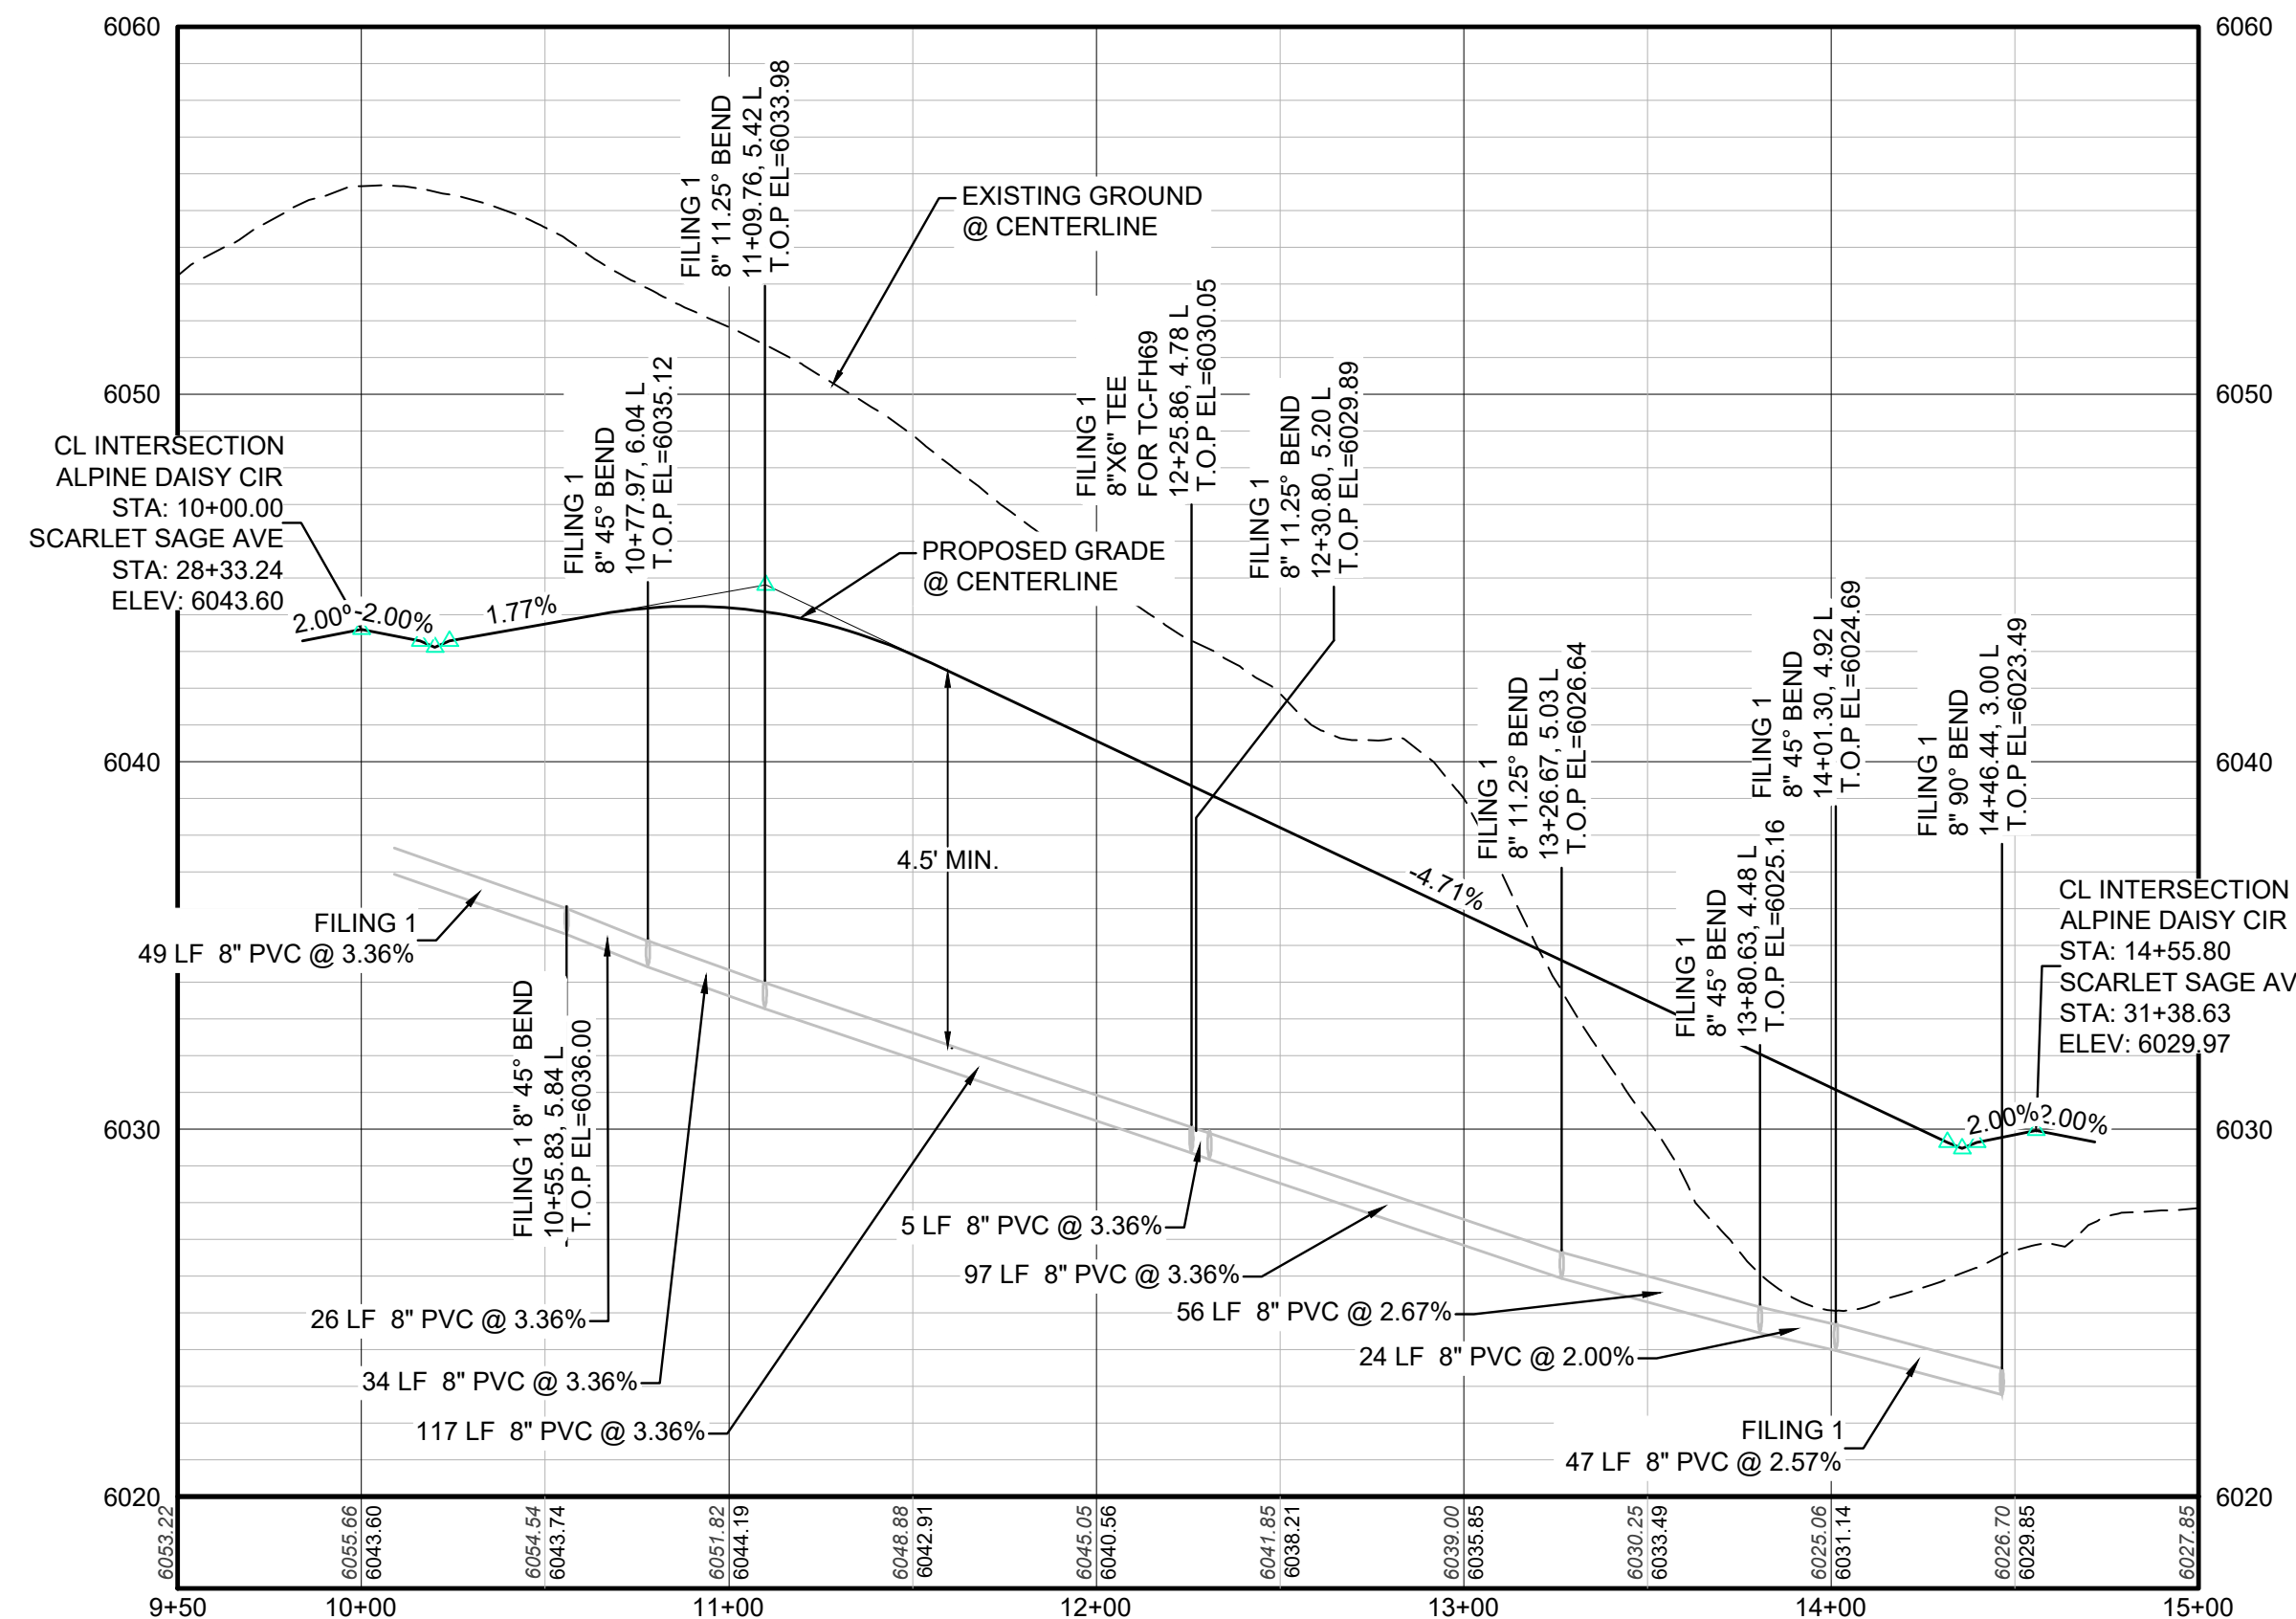 6060
6060
FILING 1
8" 11.25° BEND
11+09.76, 5.42 L
T.O.P EL=6033.98
EXISTING GROUND
@ CENTERLINE
6050
6050
CL INTERSECTION
ALPINE DAISY CIR
STA: 10+00.00
SCARLET SAGE AVE
STA: 28+33.24
ELEV: 6043.60
FILING 1
8" 45° BEND
10+77.97, 6.04 L
T.O.P EL=6035.12
FILING 1
8"X6" TEE
FOR TC-FH69
12+25.86, 4.78 L
T.O.P EL=6030.05
FILING 1
8" 11.25° BEND
12+30.80, 5.20 L
T.O.P EL=6029.89
2.00%
-2.00%
1.77%
PROPOSED GRADE
@ CENTERLINE
6040
6040
4.5' MIN.
-4.71%
FILING 1
8" 11.25° BEND
13+26.67, 5.03 L
T.O.P EL=6026.64
FILING 1
8" 45° BEND
13+80.63, 4.48 L
T.O.P EL=6025.16
FILING 1
8" 45° BEND
14+01.30, 4.92 L
T.O.P EL=6024.69
FILING 1
8" 90° BEND
14+46.44, 3.00 L
T.O.P EL=6023.49
CL INTERSECTION
ALPINE DAISY CIR
STA: 14+55.80
SCARLET SAGE AV
STA: 31+38.63
ELEV: 6029.97
FILING 1
49 LF 8" PVC @ 3.36%
FILING 1 8" 45° BEND
10+55.83, 5.84 L
T.O.P EL=6036.00
6030
6030
2.00%
2.00%
5 LF 8" PVC @ 3.36%
97 LF 8" PVC @ 3.36%
56 LF 8" PVC @ 2.67%
26 LF 8" PVC @ 3.36%
24 LF 8" PVC @ 2.00%
34 LF 8" PVC @ 3.36%
117 LF 8" PVC @ 3.36%
FILING 1
47 LF 8" PVC @ 2.57%
6020
6020
6053.22
6055.66
6043.60
6054.54
6043.74
6051.82
6044.19
6048.88
6042.91
6045.05
6040.56
6041.85
6038.21
6039.00
6035.85
6030.25
6033.49
6025.06
6031.14
6026.70
6029.85
6027.85
9+50
10+00
11+00
12+00
13+00
14+00
15+00